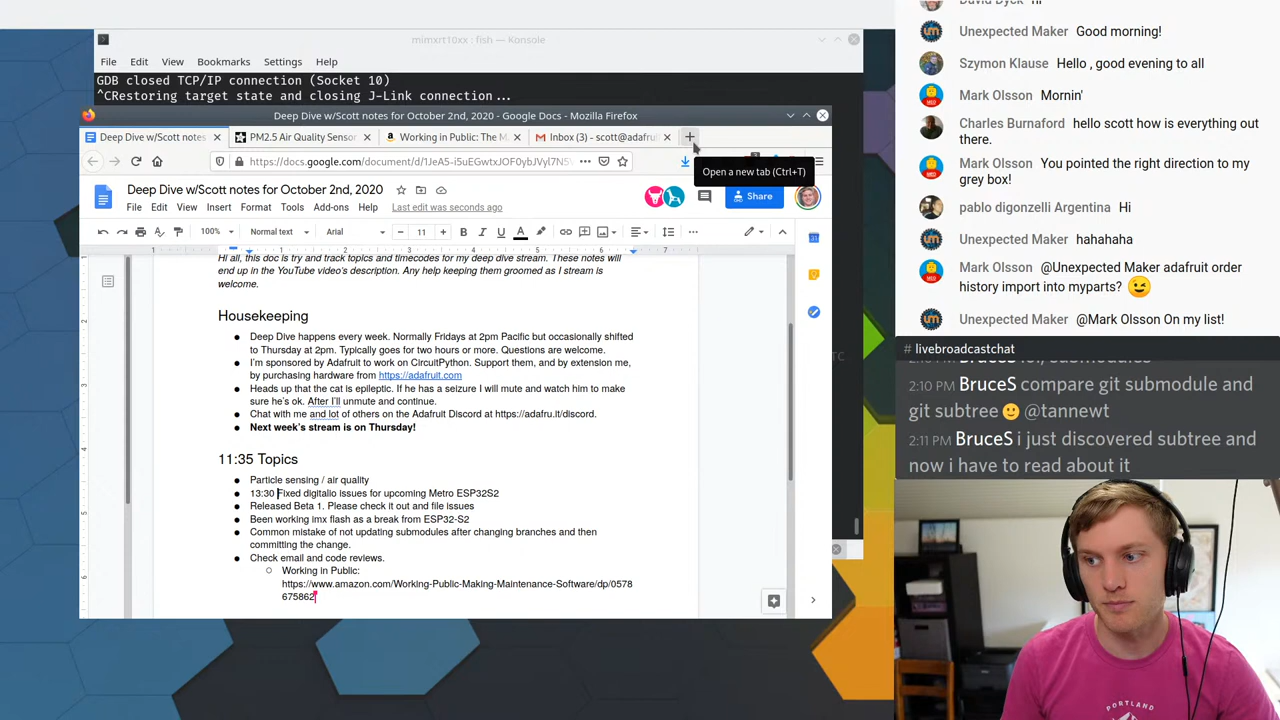 mimxrt10xx : fish — Konsole
File Edit View Bookmarks Settings Help
GDB closed TCP/IP connection (Socket 10)
^CRestoring target state and closing J-Link connection...
Deep Dive w/Scott notes for October 2nd, 2020 - Google Docs - Mozilla Firefox
Deep Dive w/Scott notes
PM2.5 Air Quality Sensor
Working in Public: The M
Inbox (3) - scott@adafru
Open a new tab (Ctrl+T)
Deep Dive w/Scott notes for October 2nd, 2020
Share
File Edit View Insert Format Tools Add-ons Help
Last edit was seconds ago
100% Normal text Arial 11
Hi all, this doc is try and track topics and timecodes for my deep dive stream. These notes will
end up in the YouTube video's description. Any help keeping them groomed as I stream is
welcome.
Housekeeping
Deep Dive happens every week. Normally Fridays at 2pm Pacific but occasionally shifted
to Thursday at 2pm. Typically goes for two hours or more. Questions are welcome.
I'm sponsored by Adafruit to work on CircuitPython. Support them, and by extension me,
by purchasing hardware from https://adafruit.com
Heads up that the cat is epileptic. If he has a seizure I will mute and watch him to make
sure he's ok. After I'll unmute and continue.
Chat with me and lot of others on the Adafruit Discord at https://adafru.it/discord.
Next week's stream is on Thursday!
11:35 Topics
Particle sensing / air quality
13:30 Fixed digitalio issues for upcoming Metro ESP32S2
Released Beta 1. Please check it out and file issues
Been working imx flash as a break from ESP32-S2
Common mistake of not updating submodules after changing branches and then
committing the change.
Check email and code reviews.
Working in Public:
https://www.amazon.com/Working-Public-Making-Maintenance-Software/dp/0578
675862
Unexpected Maker Good morning!
Szymon Klause Hello , good evening to all
Mark Olsson Mornin'
Charles Burnaford hello scott how is everything out
there.
Mark Olsson You pointed the right direction to my
grey box!
pablo digonzelli Argentina Hi
Unexpected Maker hahahaha
Mark Olsson @Unexpected Maker adafruit order
history import into myparts? 😉
Unexpected Maker @Mark Olsson On my list!
# livebroadcastchat
2:10 PM BruceS compare git submodule and
git subtree 🙂 @tannewt
2:11 PM BruceS i just discovered subtree and
now i have to read about it
PORTLAND